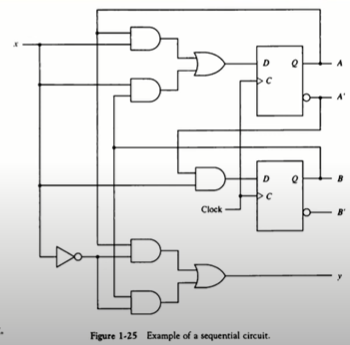 x
D Q A
C
A'
D Q B
C
Clock
B'
y
Figure 1-25 Example of a sequential circuit.